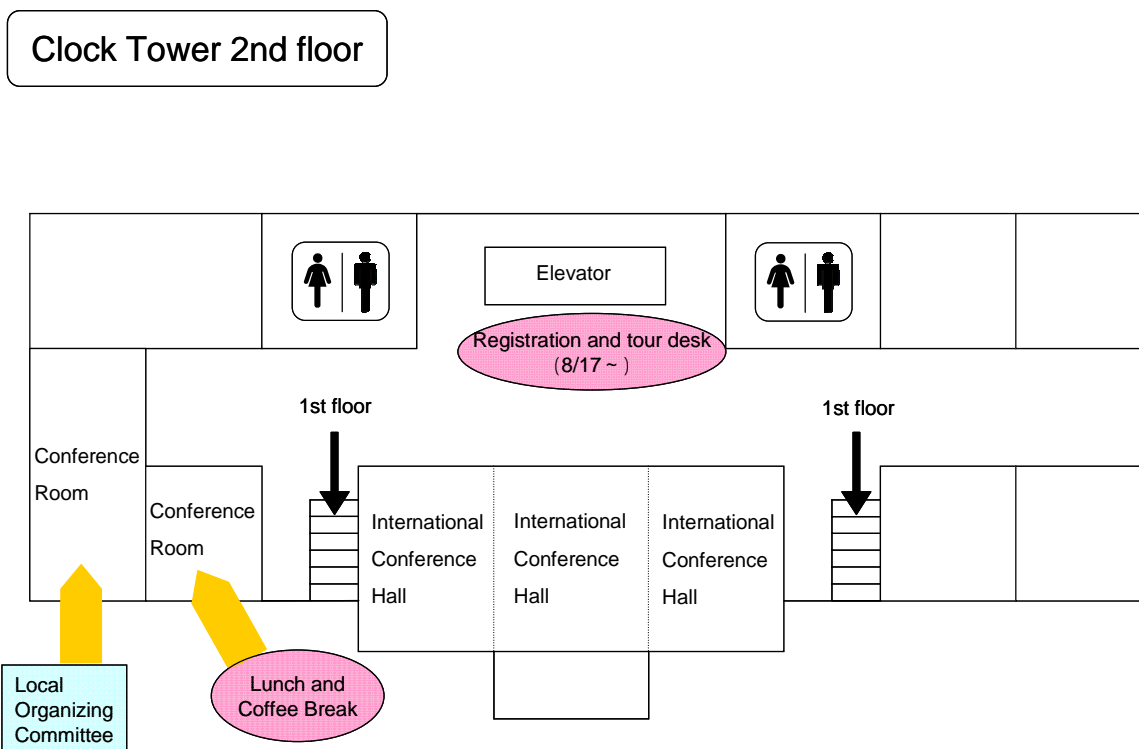 Clock Tower 2nd floor
Elevator
Registration and tour desk
(8/17 ~ )
1st floor
1st floor
Conference
Room
Conference
Room
International
Conference
Hall
International
Conference
Hall
International
Conference
Hall
Local
Organizing
Committee
Lunch and
Coffee Break